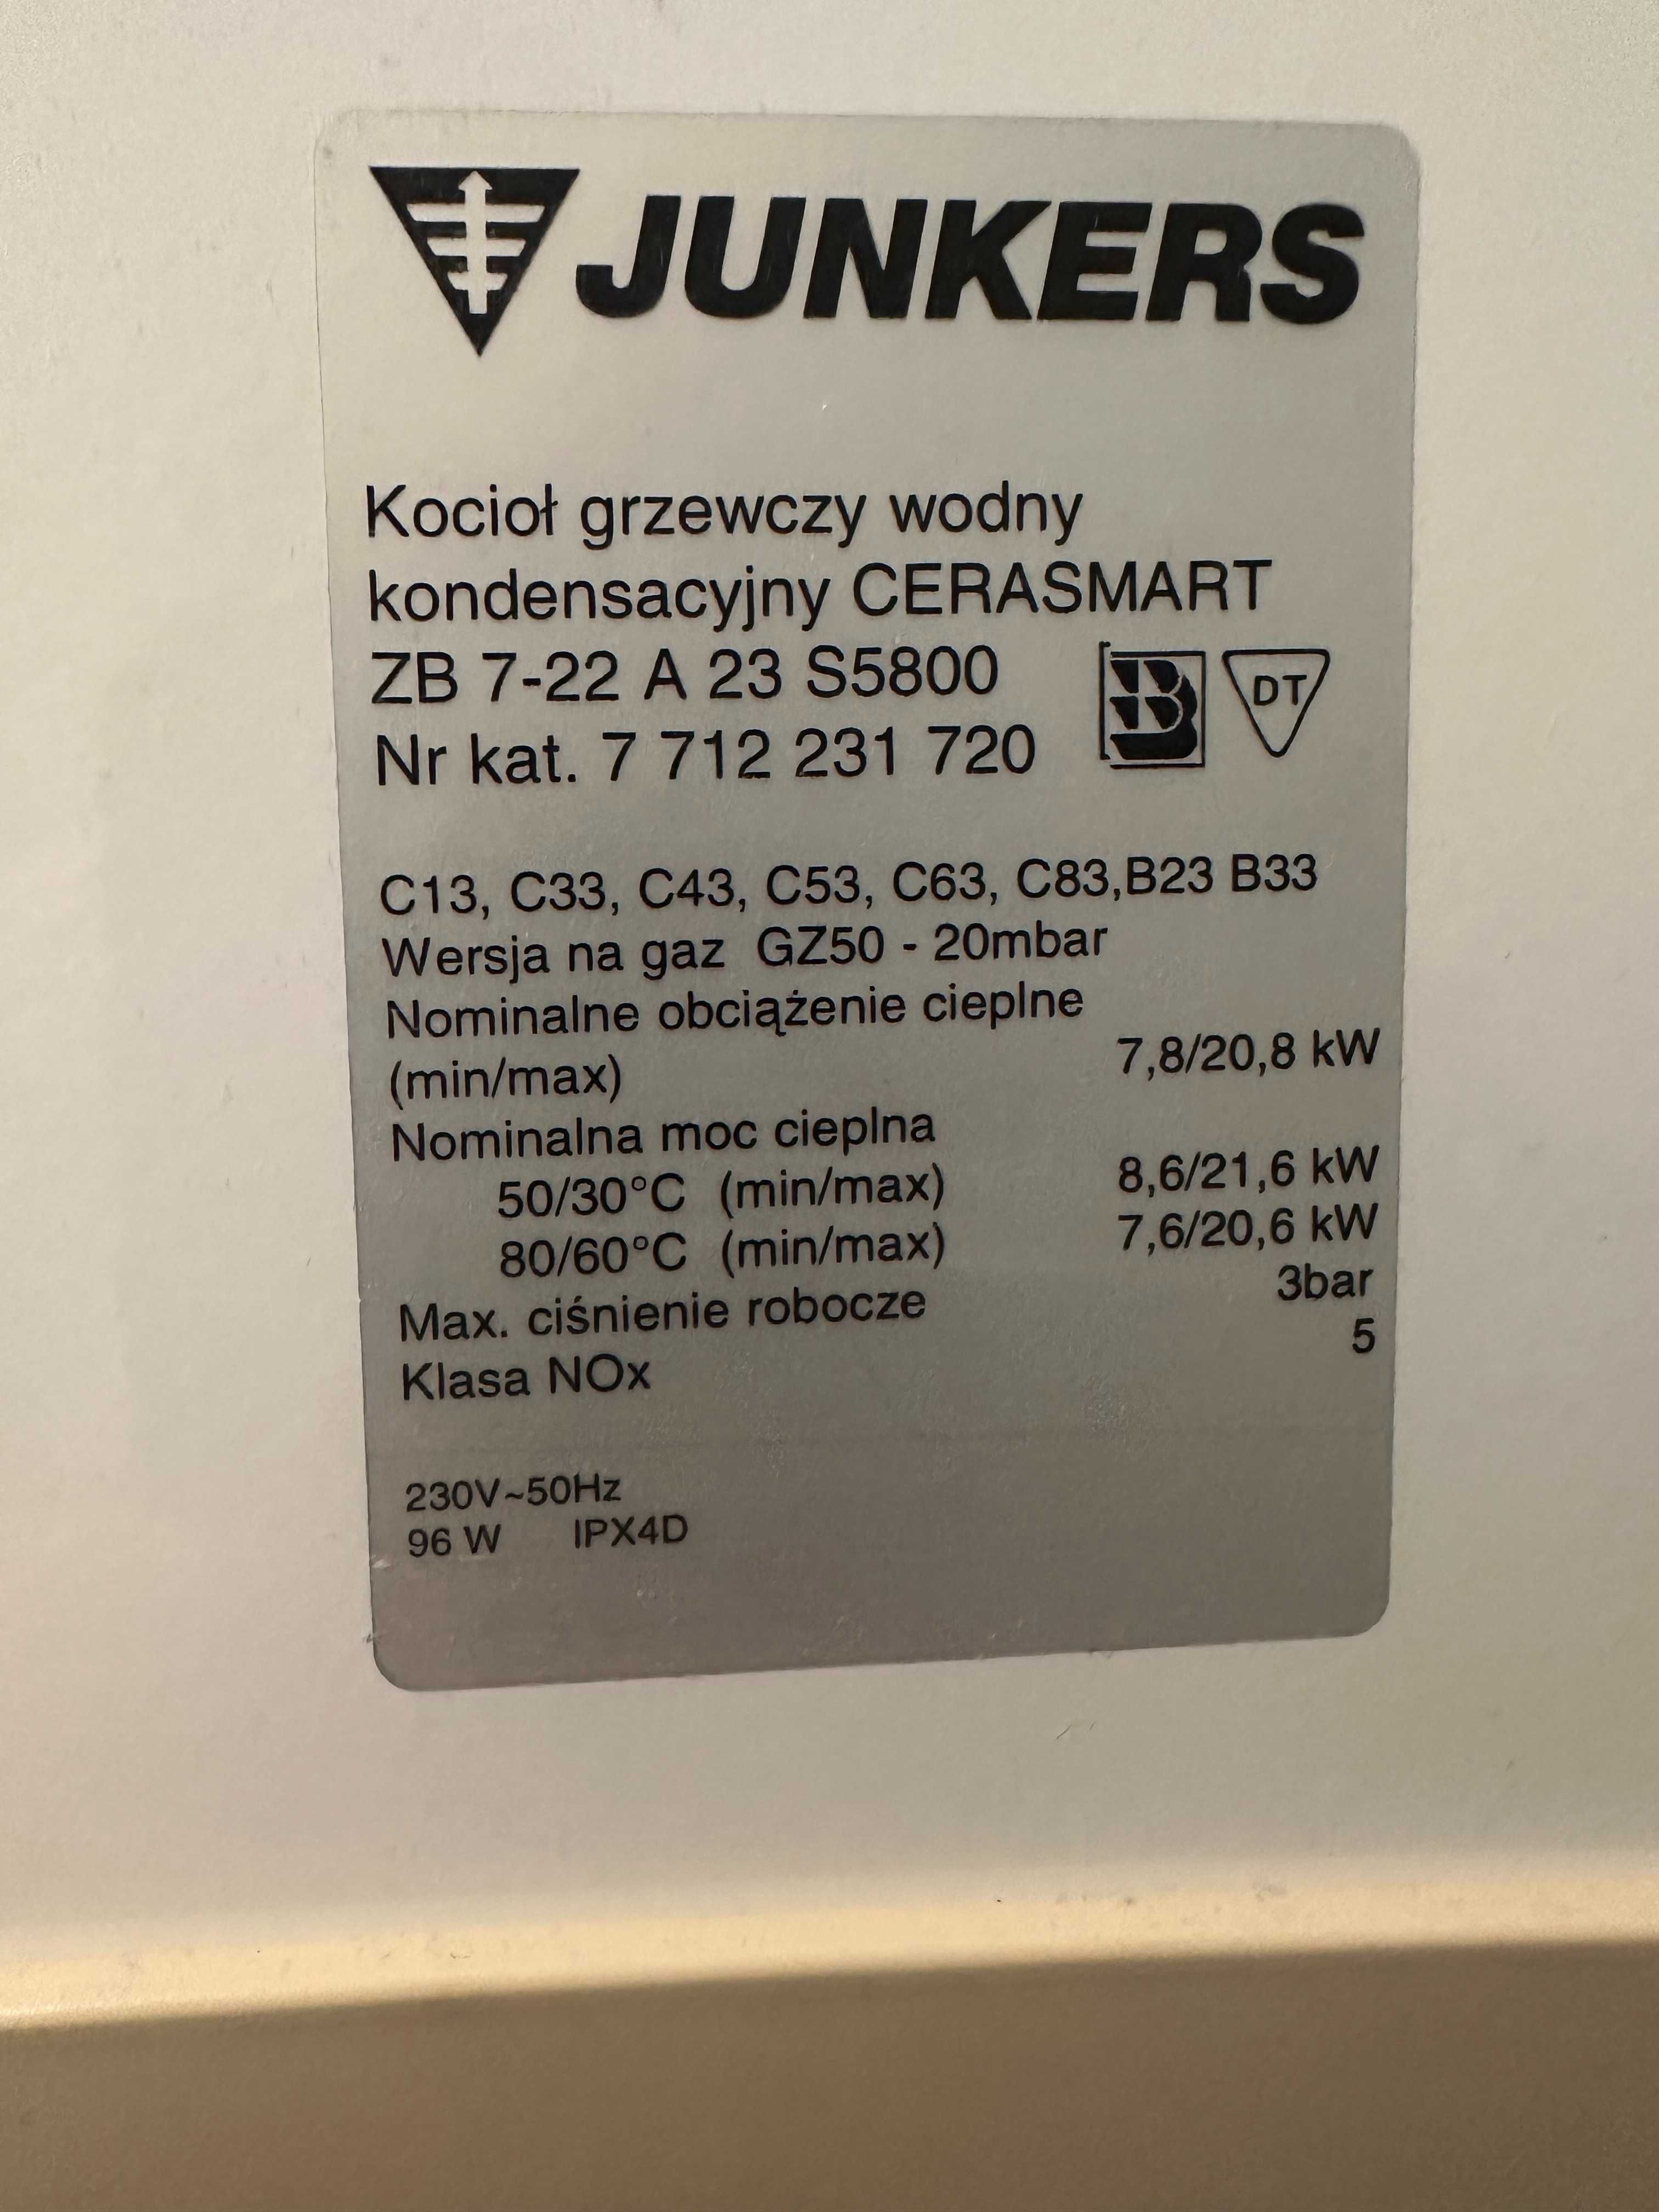 JUNKERS
Kocioł grzewczy wodny
kondensacyjny CERASMART
ZB 7-22 A 23 S5800
Nr kat. 7 712 231 720
B DT
C13, C33, C43, C53, C63, C83,B23 B33
Wersja na gaz GZ50 - 20mbar
Nominalne obciążenie cieplne
(min/max) 7,8/20,8 kW
Nominalna moc cieplna
50/30°C (min/max) 8,6/21,6 kW
80/60°C (min/max) 7,6/20,6 kW
Max. ciśnienie robocze 3bar
Klasa NOx 5
230V~50Hz
96 W IPX4D